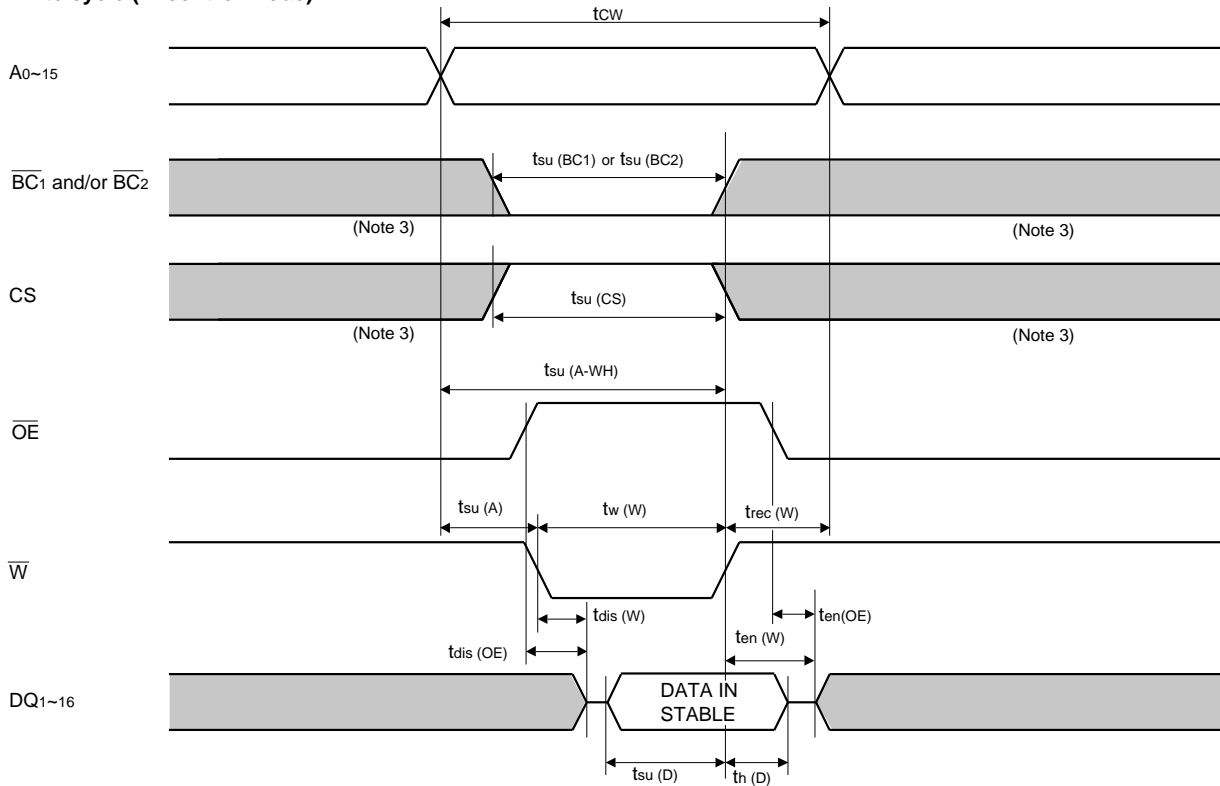 tCW
A0~15
tsu (BC1) or tsu (BC2)
BC1 and/or BC2
(Note 3)
(Note 3)
CS
tsu (CS)
(Note 3)
(Note 3)
tsu (A-WH)
OE
tsu (A)
tw (W)
trec (W)
W
tdis (W)
ten(OE)
ten (W)
tdis (OE)
DQ1~16
DATA IN
STABLE
tsu (D)
th (D)